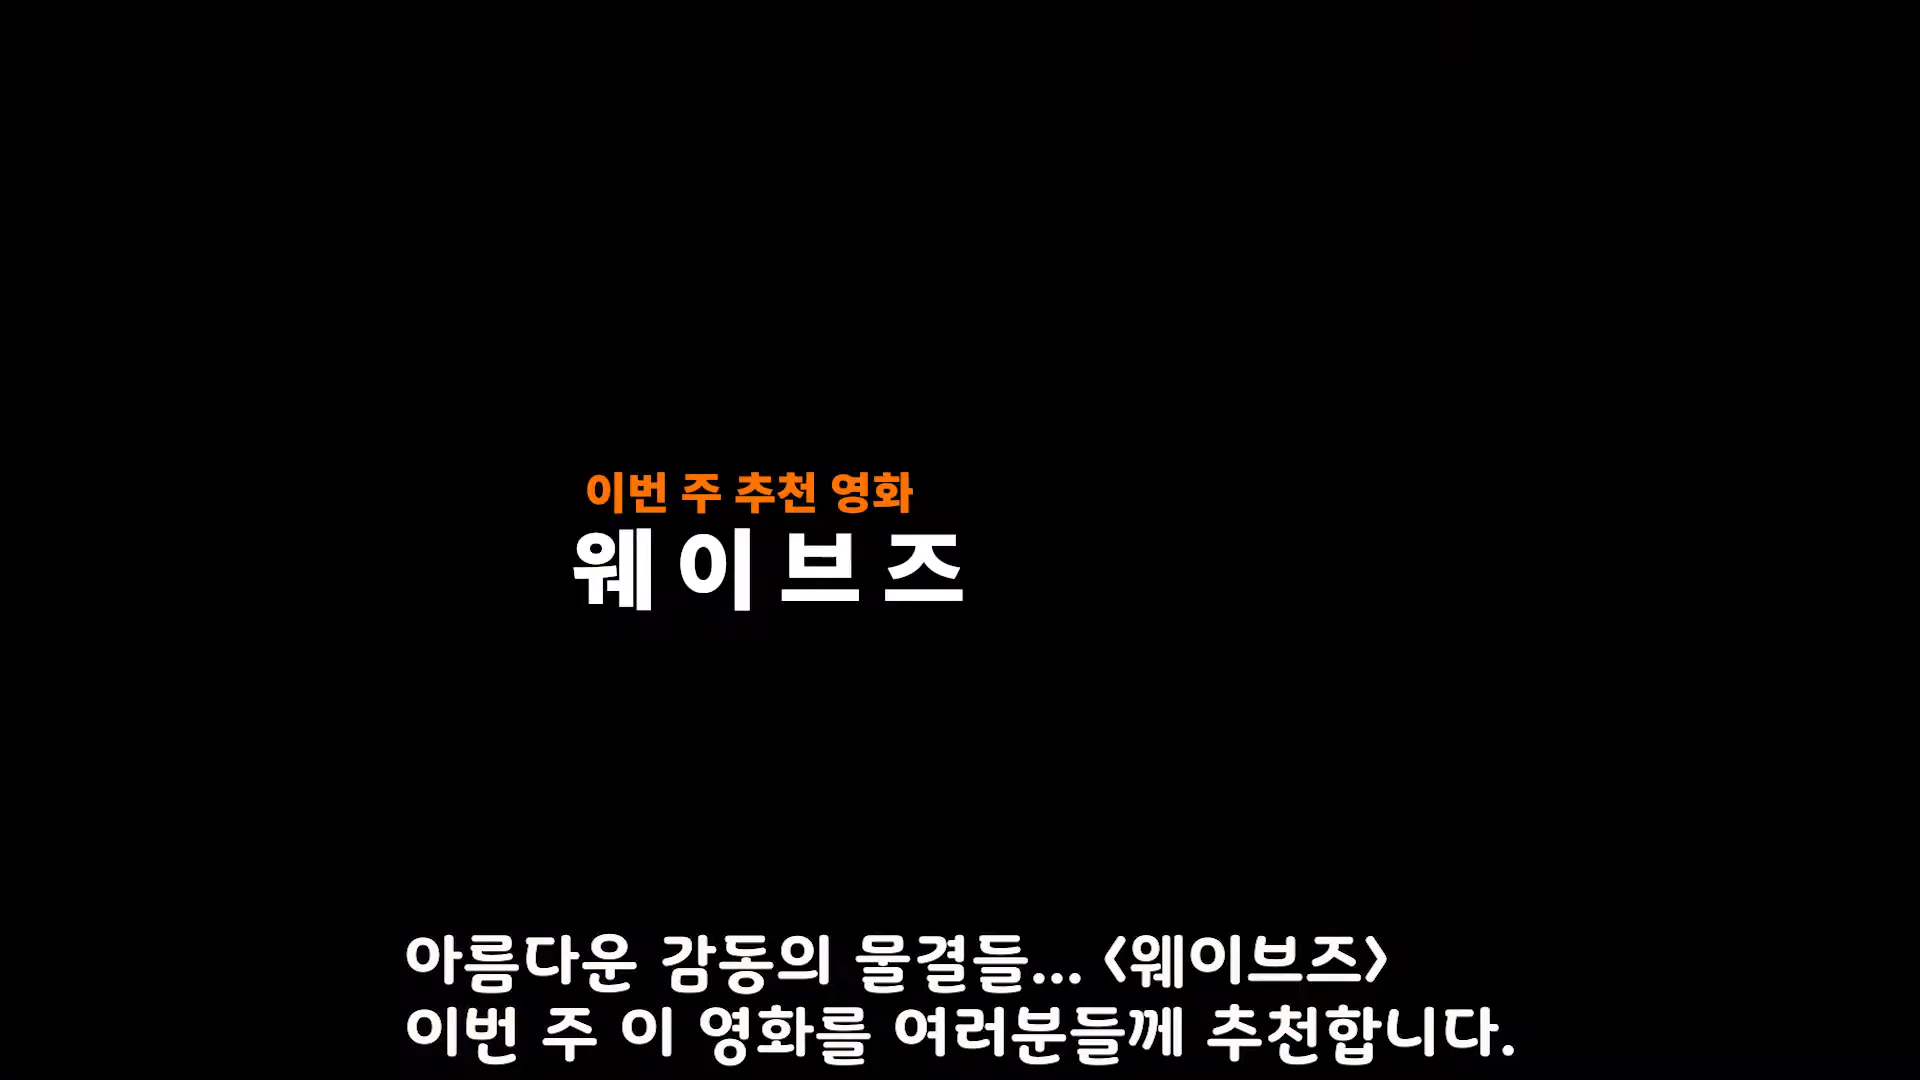 이번 주 추천 영화
웨이브즈
아름다운 감동의 물결들... <웨이브즈>
이번 주 이 영화를 여러분들께 추천합니다.